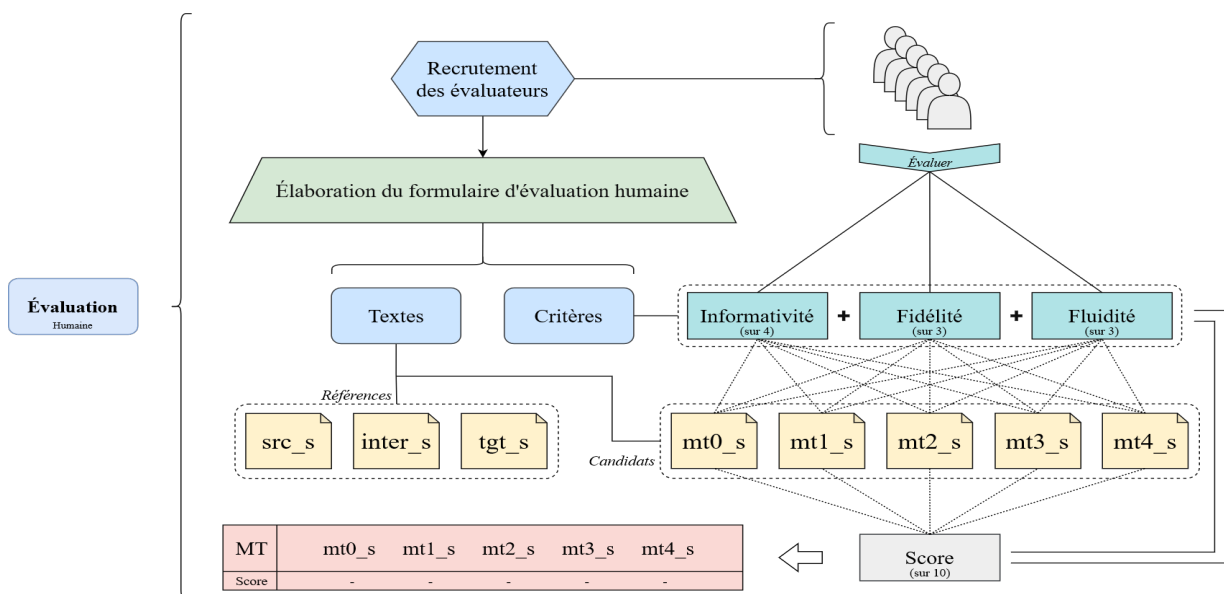 Recrutement
des évaluateurs
Évaluer
Élaboration du formulaire d'évaluation humaine
Évaluation
Humaine
Textes
Critères
Informativité
(sur 4)
+
Fidélité
(sur 3)
+
Fluidité
(sur 3)
Références
src_s
inter_s
tgt_s
Candidats
mt0_s
mt1_s
mt2_s
mt3_s
mt4_s
MT mt0_s mt1_s mt2_s mt3_s mt4_s
Score - - - - -
Score
(sur 10)